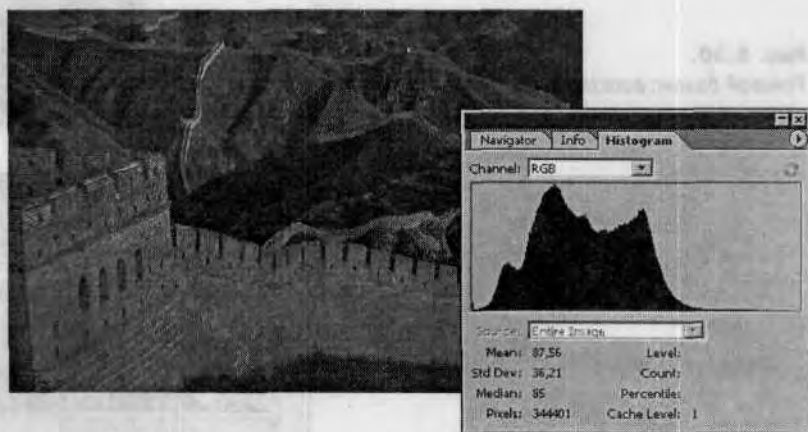 Navigator Info Histogram
Channel: RGB
Source: Entire Image
Mean: 87,56 Level:
Std Dev: 36,21 Count:
Median: 85 Percentile:
Pixels: 344401 Cache Level: 1